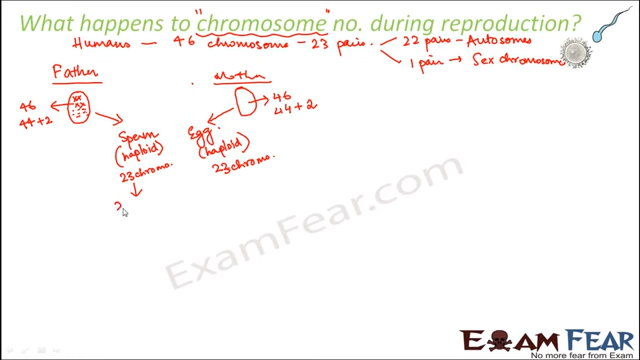 What happens to "chromosome" no. during reproduction?
Humans — 46 chromosome – 23 pairs. 22 pairs – Autosomes
1 pair → Sex chromosome
Father
Mother
46
44+2
46
44+2
Sperm
(haploid)
23 chromo.
Egg
(haploid)
23 chromo.
2
ExamFear.com
EXAM FEAR
No more fear from Exam